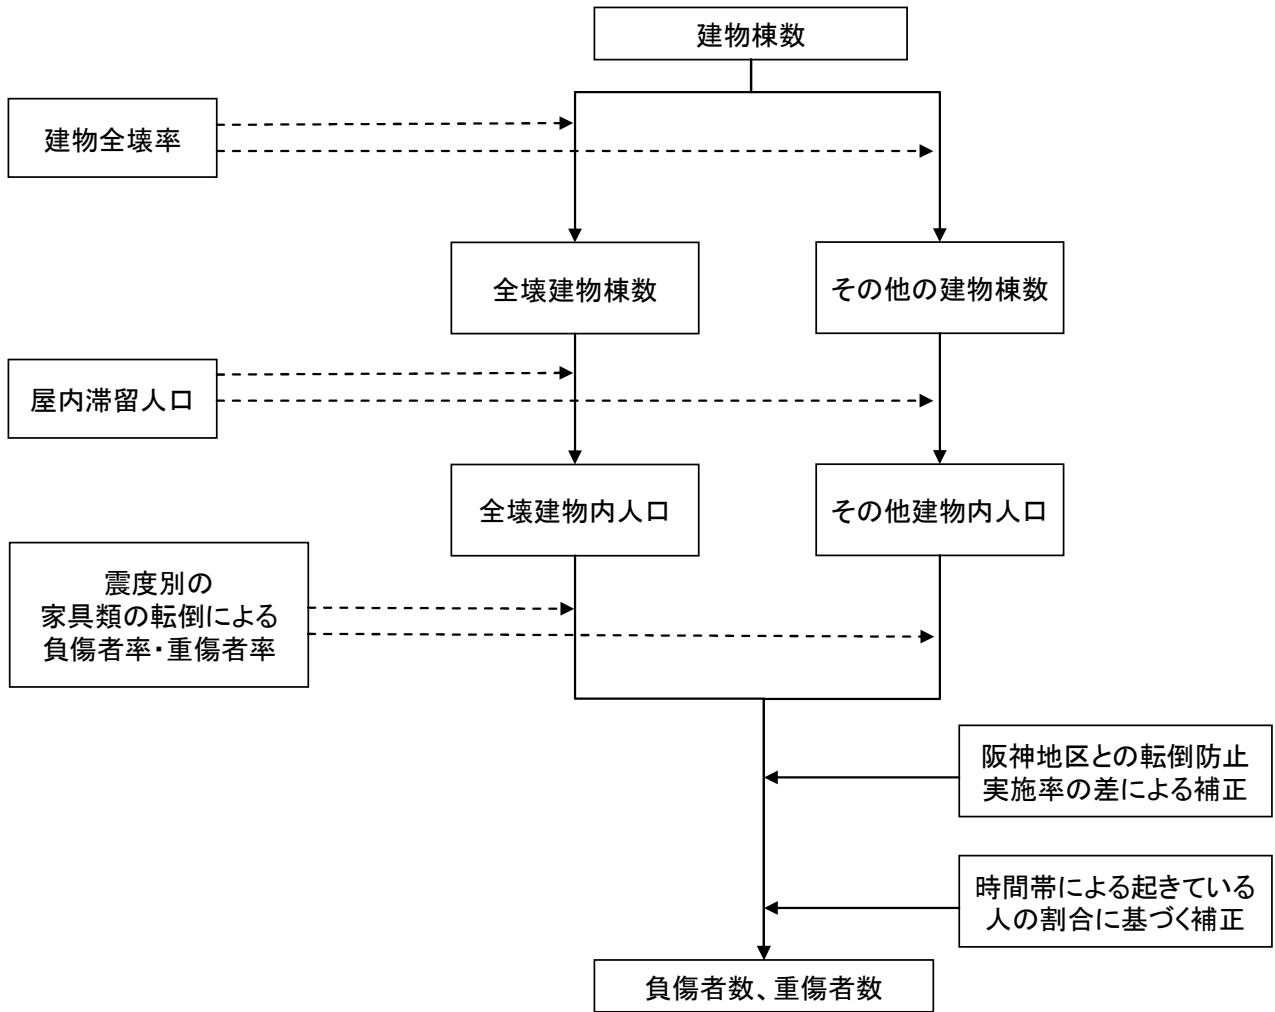 建物棟数
建物全壊率
全壊建物棟数
その他の建物棟数
屋内滞留人口
全壊建物内人口
その他建物内人口
震度別の
家具類の転倒による
負傷者率・重傷者率
阪神地区との転倒防止
実施率の差による補正
時間帯による起きている
人の割合に基づく補正
負傷者数、重傷者数